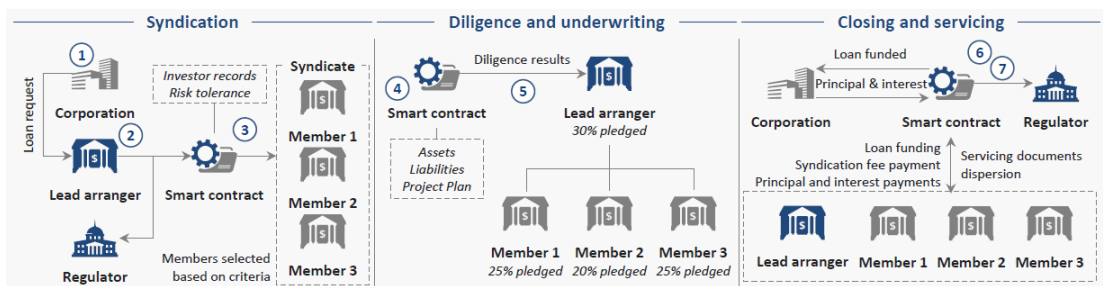 Syndication
1
Corporation
Loan request
2
Lead arranger
Regulator
Investor records
Risk tolerance
3
Smart contract
Members selected
based on criteria
Syndicate
Member 1
Member 2
Member 3
Diligence and underwriting
4
Smart contract
Assets
Liabilities
Project Plan
Diligence results
5
Lead arranger
30% pledged
Member 1
25% pledged
Member 2
20% pledged
Member 3
25% pledged
Closing and servicing
Loan funded
Principal & interest
Corporation
6
7
Smart contract
Regulator
Loan funding
Syndication fee payment
Principal and interest payments
Servicing documents
dispersion
Lead arranger
Member 1
Member 2
Member 3